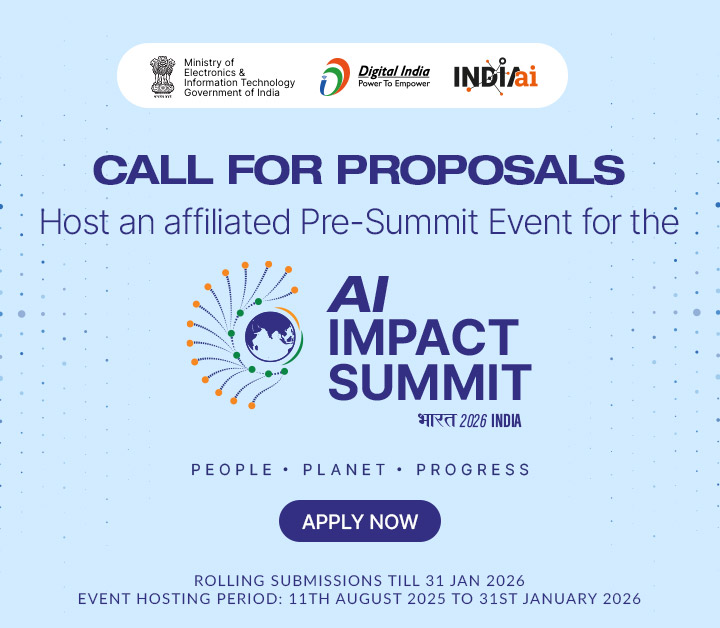 Ministry of
Electronics &
Information Technology
Government of India
Digital India
Power To Empower
INDIAai
CALL FOR PROPOSALS
Host an affiliated Pre-Summit Event for the
AI
IMPACT
SUMMIT
भारत 2026 INDIA
PEOPLE • PLANET • PROGRESS
APPLY NOW
ROLLING SUBMISSIONS TILL 31 JAN 2026
EVENT HOSTING PERIOD: 11TH AUGUST 2025 TO 31ST JANUARY 2026